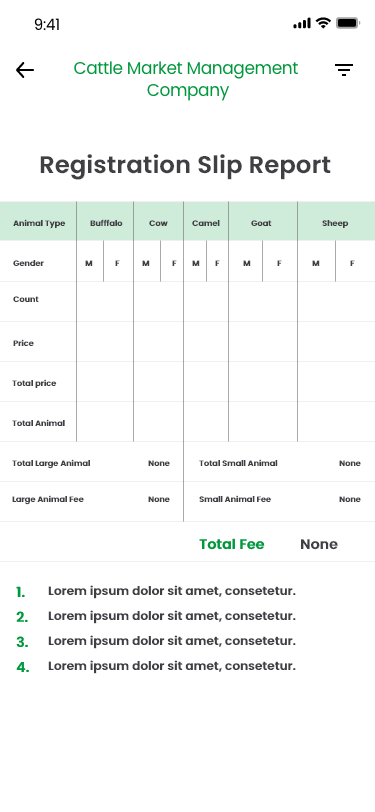 9:41
Cattle Market Management
Company
Registration Slip Report
Animal Type Bufffalo Cow Camel Goat Sheep
Gender M F M F M F M F M F
Count
Price
Total price
Total Animal
Total Large Animal None Total Small Animal None
Large Animal Fee None Small Animal Fee None
Total Fee None
1. Lorem ipsum dolor sit amet, consetetur.
2. Lorem ipsum dolor sit amet, consetetur.
3. Lorem ipsum dolor sit amet, consetetur.
4. Lorem ipsum dolor sit amet, consetetur.